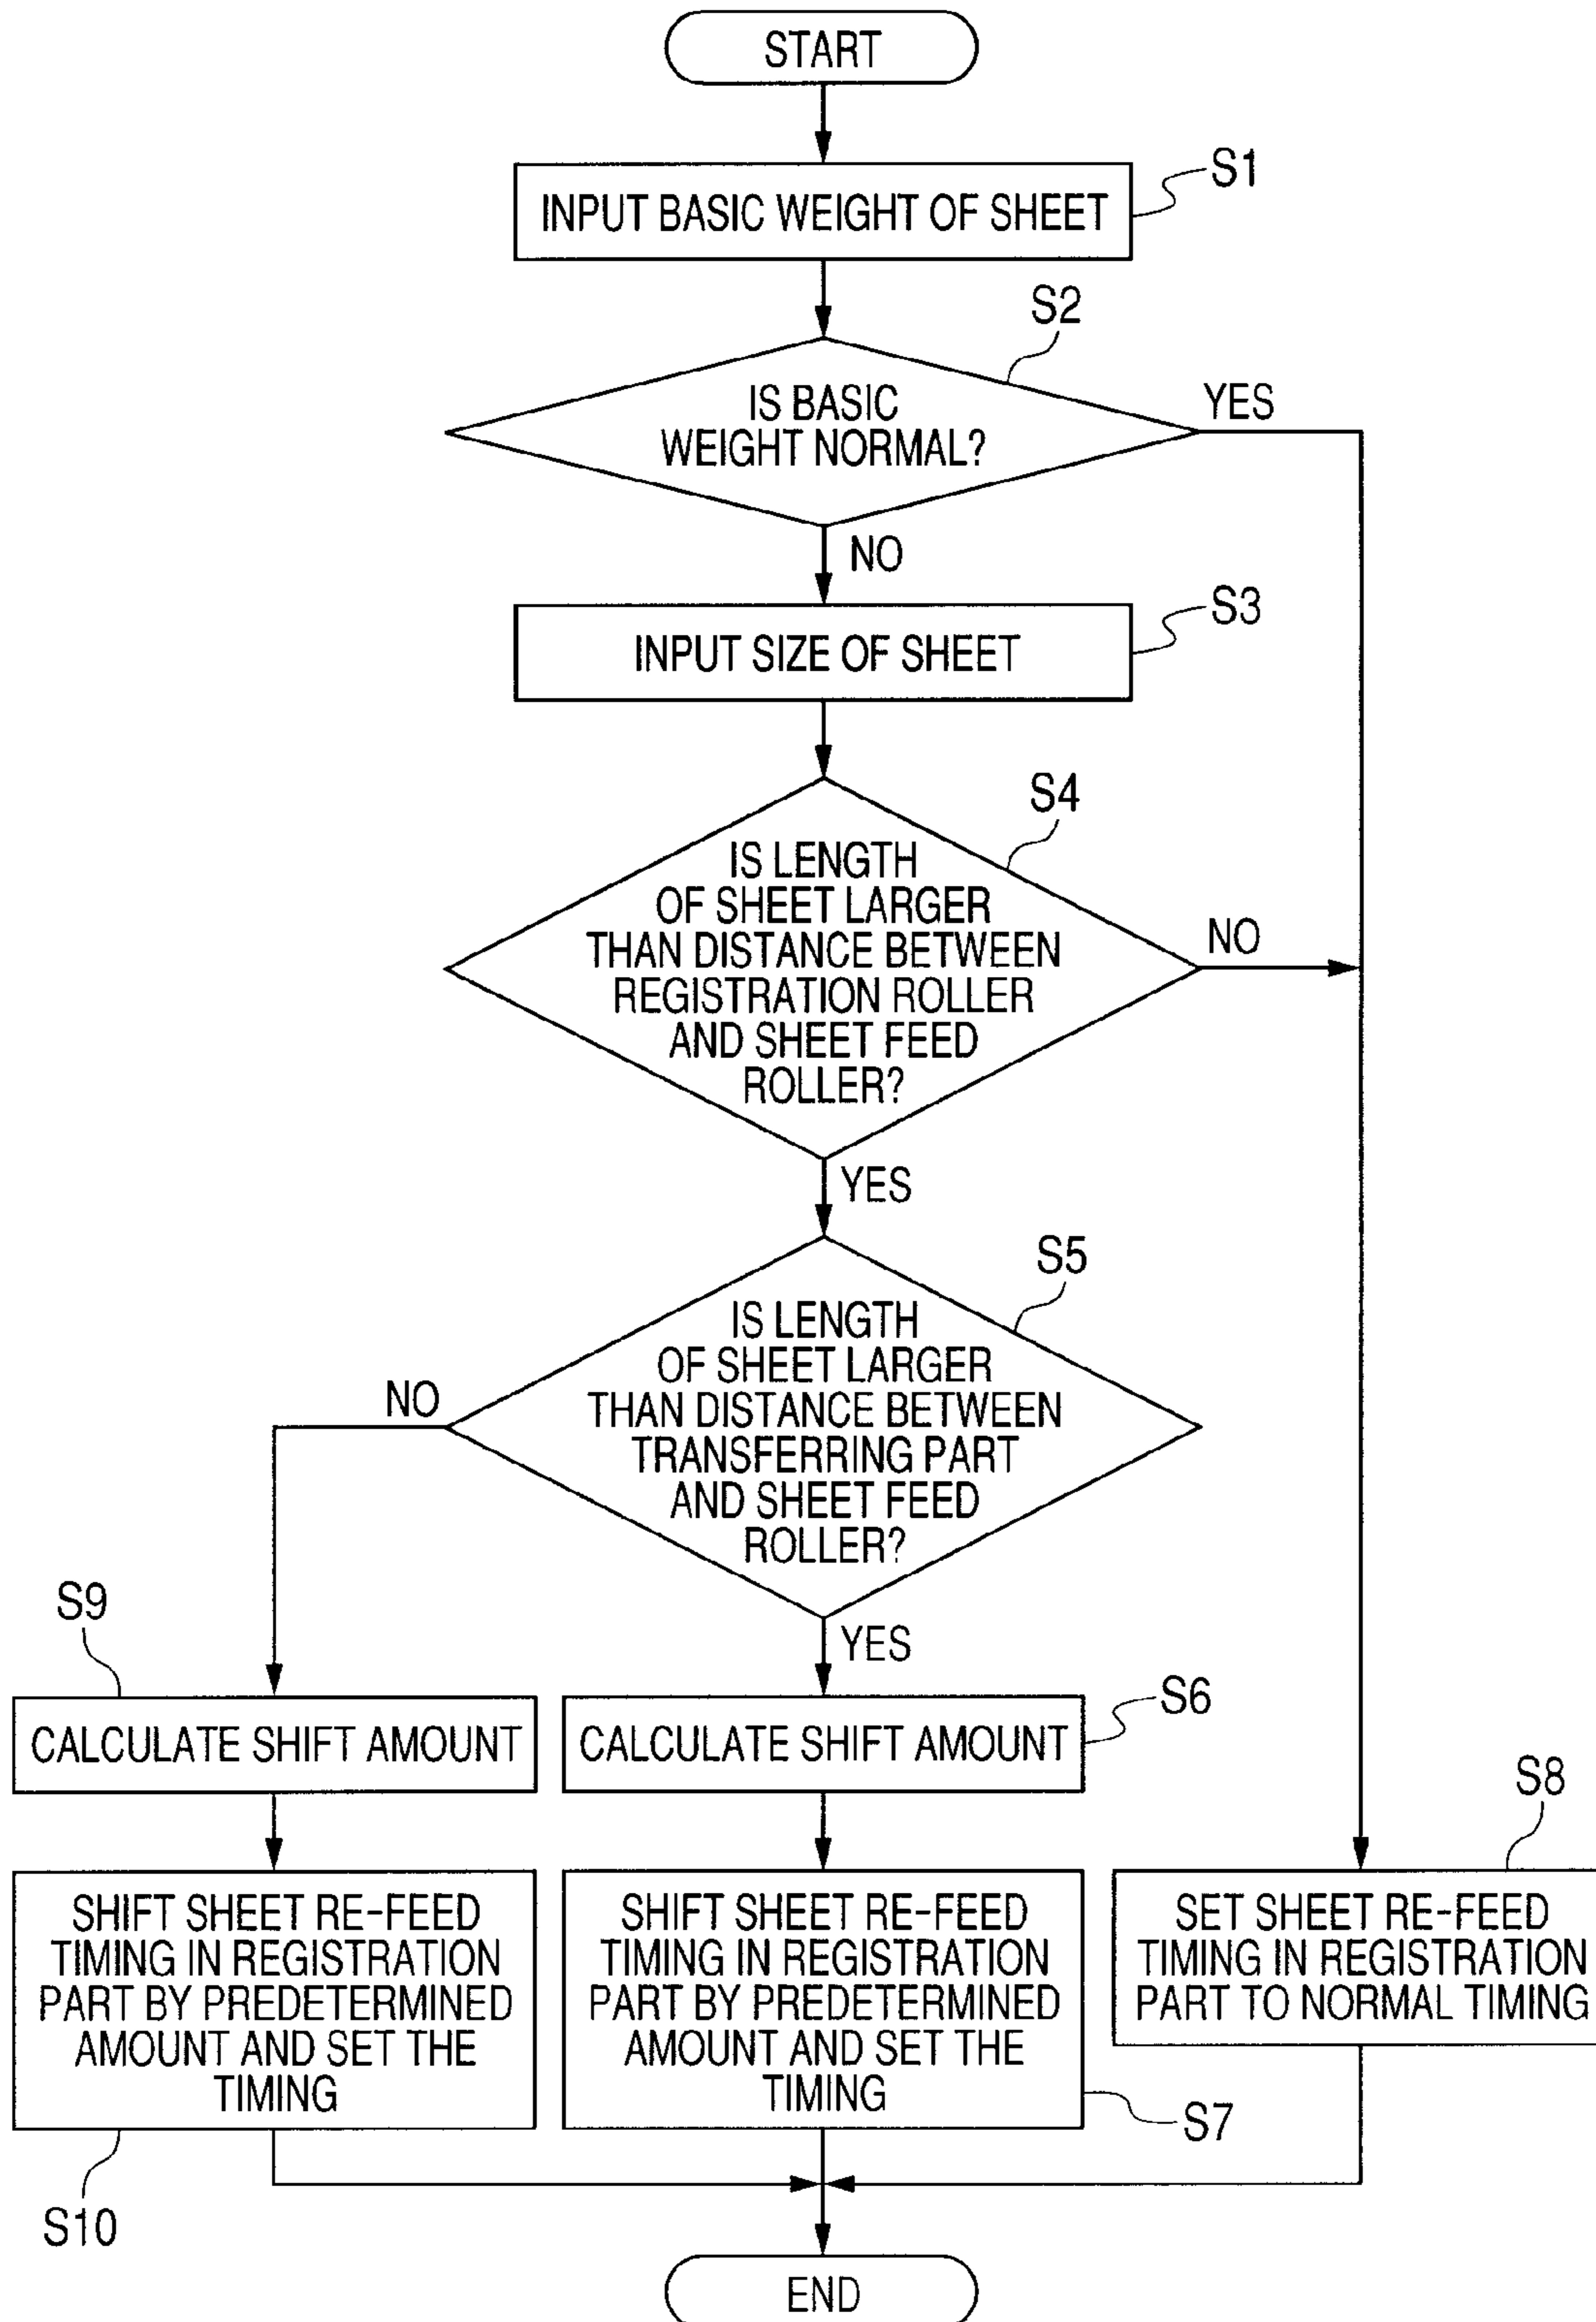 START
S1
INPUT BASIC WEIGHT OF SHEET
S2
IS BASIC
WEIGHT NORMAL?
YES
NO
S3
INPUT SIZE OF SHEET
S4
IS LENGTH
OF SHEET LARGER
THAN DISTANCE BETWEEN
REGISTRATION ROLLER
AND SHEET FEED
ROLLER?
NO
YES
S5
IS LENGTH
OF SHEET LARGER
THAN DISTANCE BETWEEN
TRANSFERRING PART
AND SHEET FEED
ROLLER?
NO
YES
S9
CALCULATE SHIFT AMOUNT
S6
CALCULATE SHIFT AMOUNT
S8
SHIFT SHEET RE-FEED
TIMING IN REGISTRATION
PART BY PREDETERMINED
AMOUNT AND SET THE
TIMING
S10
SHIFT SHEET RE-FEED
TIMING IN REGISTRATION
PART BY PREDETERMINED
AMOUNT AND SET THE
TIMING
S7
SET SHEET RE-FEED
TIMING IN REGISTRATION
PART TO NORMAL TIMING
END